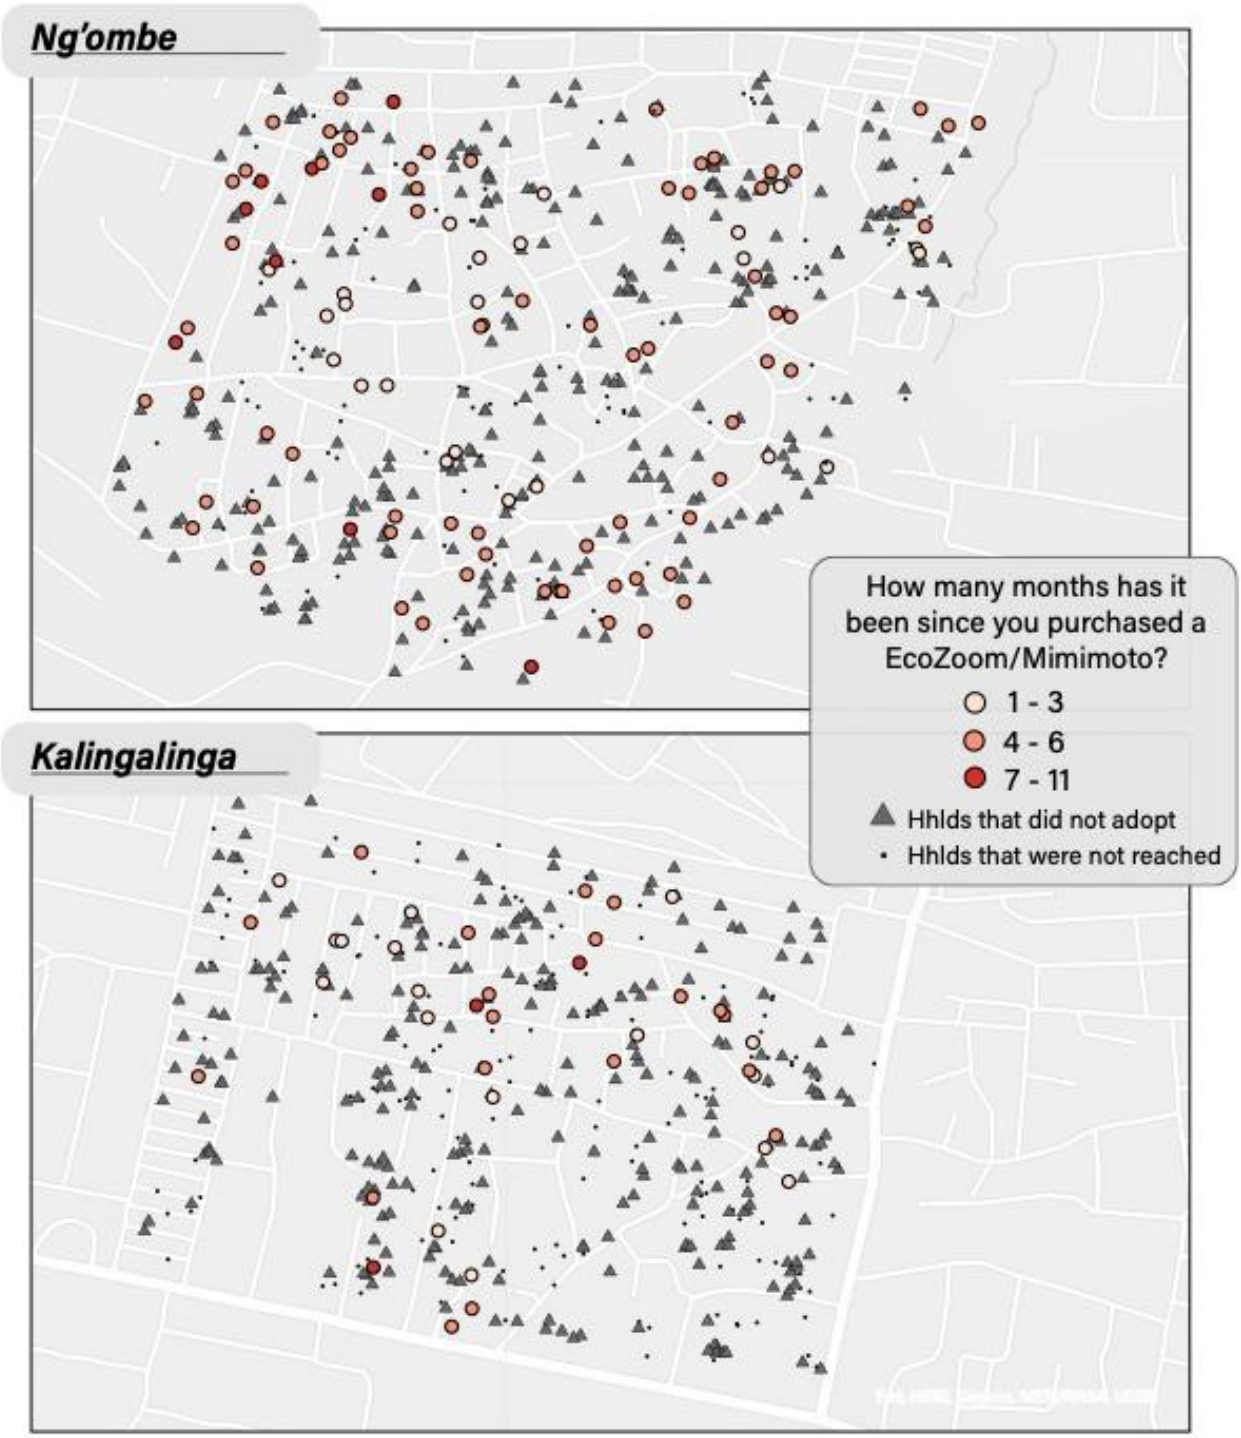 Ng'ombe
How many months has it
been since you purchased a
EcoZoom/Mimimoto?
1 - 3
4 - 6
7 - 11
Hhlds that did not adopt
Hhlds that were not reached
Kalingalinga